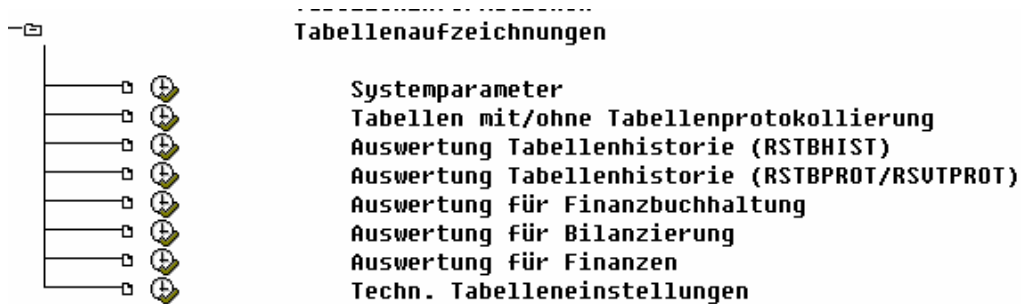 Tabellenaufzeichnungen
Systemparameter
Tabellen mit/ohne Tabellenprotokollierung
Auswertung Tabellenhistorie (RSTBHIST)
Auswertung Tabellenhistorie (RSTBPROT/RSVTPROT)
Auswertung für Finanzbuchhaltung
Auswertung für Bilanzierung
Auswertung für Finanzen
Techn. Tabelleneinstellungen